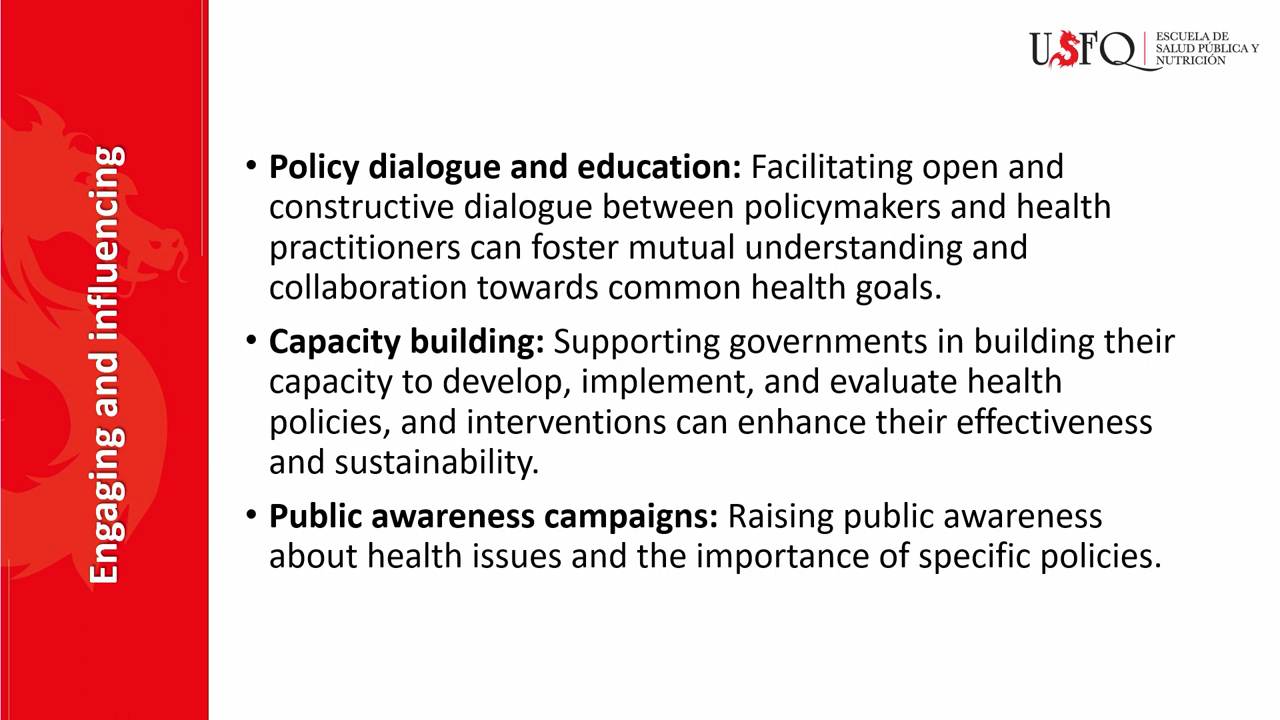 Engaging and influencing
USFQ
ESCUELA DE
SALUD PÚBLICA Y
NUTRICIÓN
• Policy dialogue and education: Facilitating open and
constructive dialogue between policymakers and health
practitioners can foster mutual understanding and
collaboration towards common health goals.
• Capacity building: Supporting governments in building their
capacity to develop, implement, and evaluate health
policies, and interventions can enhance their effectiveness
and sustainability.
• Public awareness campaigns: Raising public awareness
about health issues and the importance of specific policies.